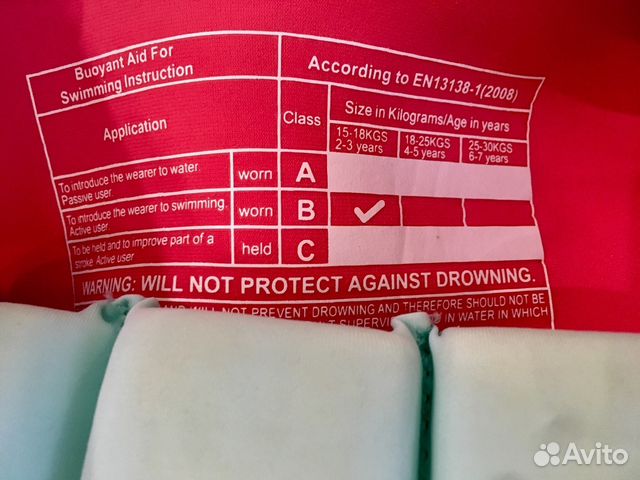 Buoyant Aid For
Swimming Instruction
According to EN13138-1(2008)
Application
Class
Size in Kilograms/Age in years
15-18KGS 18-25KGS 25-30KGS
2-3 years 4-5 years 6-7 years
To introduce the wearer to water.
Passive user
worn A
To introduce the wearer to swimming.
Active user
worn B ✓
To be held and to improve part of a
stroke Active user
held C
WARNING: WILL NOT PROTECT AGAINST DROWNING.
AND WILL NOT PREVENT DROWNING AND THEREFORE SHOULD NOT BE
IN WATER IN WHICH
Avito